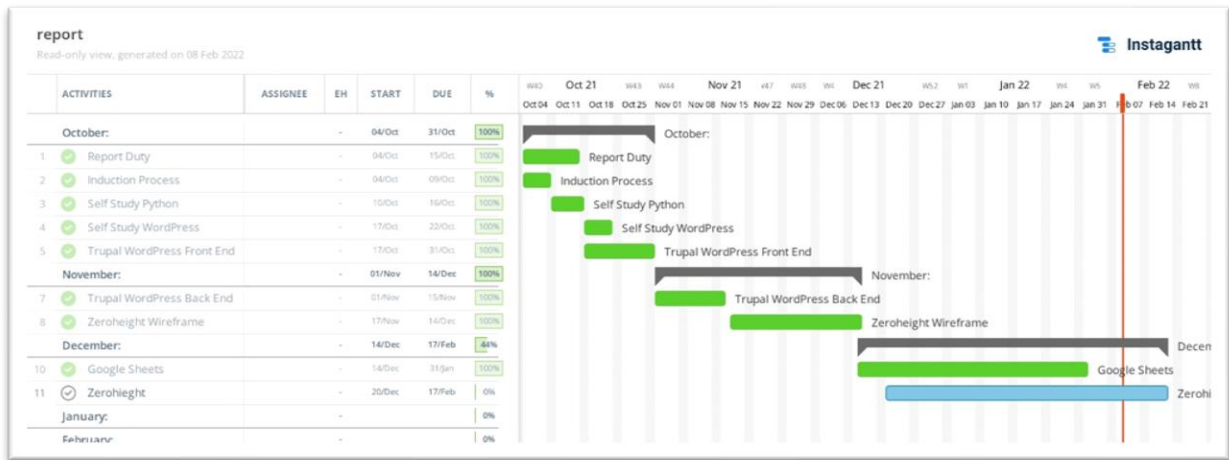 report
Read-only view, generated on 08 Feb 2022
Instagantt
ACTIVITIES ASSIGNEE EH START DUE %
W40 Oct 21 W43 W44 Nov 21 W47 W48 Dec 21 W52 W1 Jan 22 W4 W5 Feb 22 W8
Oct 04 Oct 11 Oct 18 Oct 25 Nov 01 Nov 08 Nov 15 Nov 22 Nov 29 Dec 06 Dec 13 Dec 20 Dec 27 Jan 03 Jan 10 Jan 17 Jan 24 Jan 31 Feb 07 Feb 14 Feb 21
October: - 04/Oct 31/Oct 100% October:
1 Report Duty - 04/Oct 15/Oct 100% Report Duty
2 Induction Process - 04/Oct 09/Oct 100% Induction Process
3 Self Study Python - 10/Oct 16/Oct 100% Self Study Python
4 Self Study WordPress - 17/Oct 22/Oct 100% Self Study WordPress
5 Trupal WordPress Front End - 17/Oct 31/Oct 100% Trupal WordPress Front End
November: - 01/Nov 14/Dec 100% November:
7 Trupal WordPress Back End - 01/Nov 15/Nov 100% Trupal WordPress Back End
8 Zeroheight Wireframe - 17/Nov 14/Dec 100% Zeroheight Wireframe
December: - 14/Dec 17/Feb 44% Decem
10 Google Sheets - 14/Dec 31/Jan 100% Google Sheets
11 Zerohieght - 20/Dec 17/Feb 0% Zerohi
January: - 0%
February: - 0%